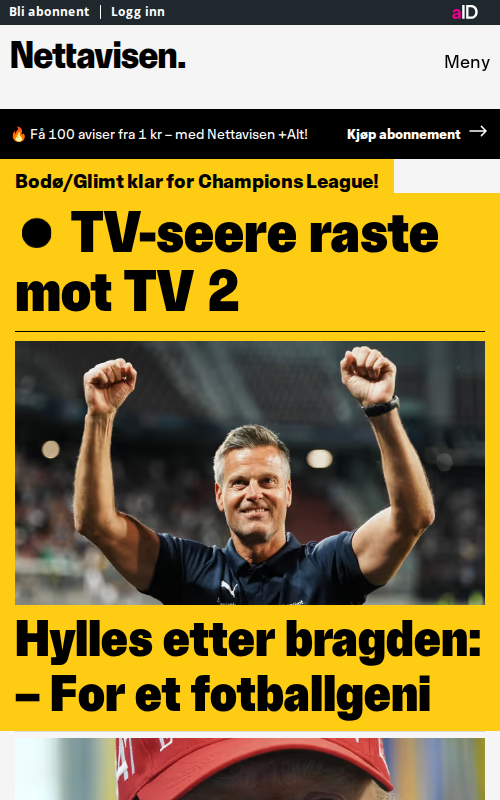 Bli abonnent | Logg inn
aID
Nettavisen.
Meny
🔥 Få 100 aviser fra 1 kr – med Nettavisen +Alt!
Kjøp abonnement →
Bodø/Glimt klar for Champions League!
● TV-seere raste
mot TV 2
Hylles etter bragden:
– For et fotballgeni